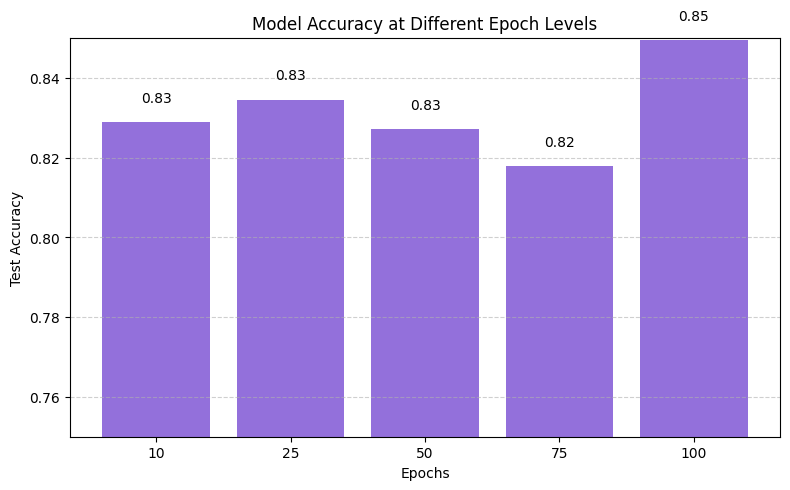 0.85
Model Accuracy at Different Epoch Levels
0.83
0.83
0.83
0.82
0.84
0.82
0.80
0.78
0.76
Test Accuracy
10 25 50 75 100
Epochs